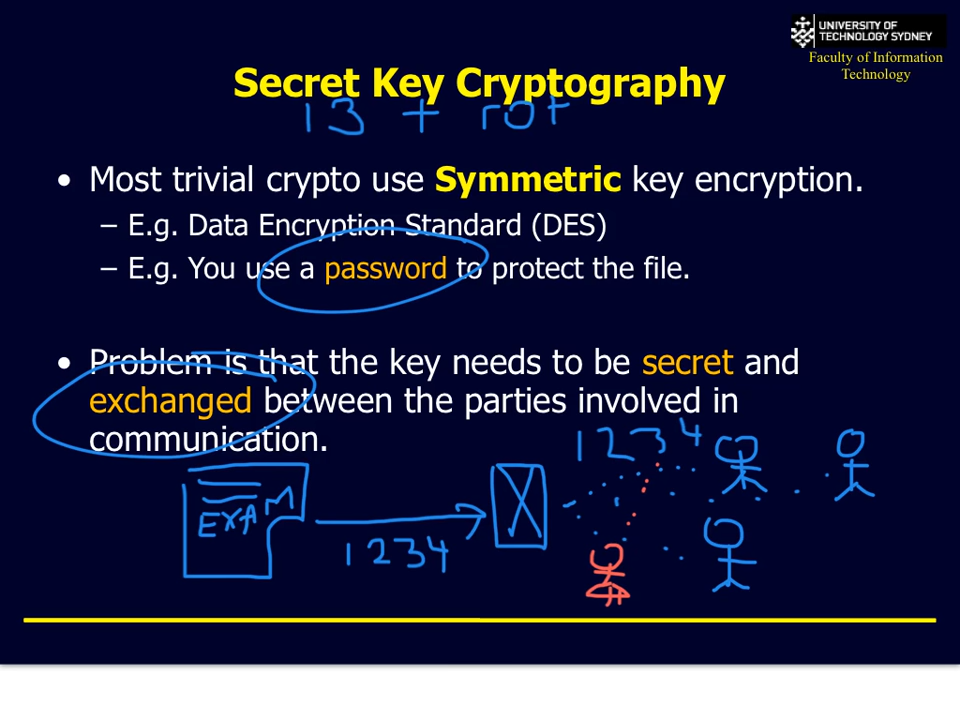 UNIVERSITY OF
TECHNOLOGY SYDNEY
Faculty of Information
Technology
Secret Key Cryptography
13 + rot
• Most trivial crypto use Symmetric key encryption.
– E.g. Data Encryption Standard (DES)
– E.g. You use a password to protect the file.
• Problem is that the key needs to be secret and
exchanged between the parties involved in
communication.
1234
EXAM
1234